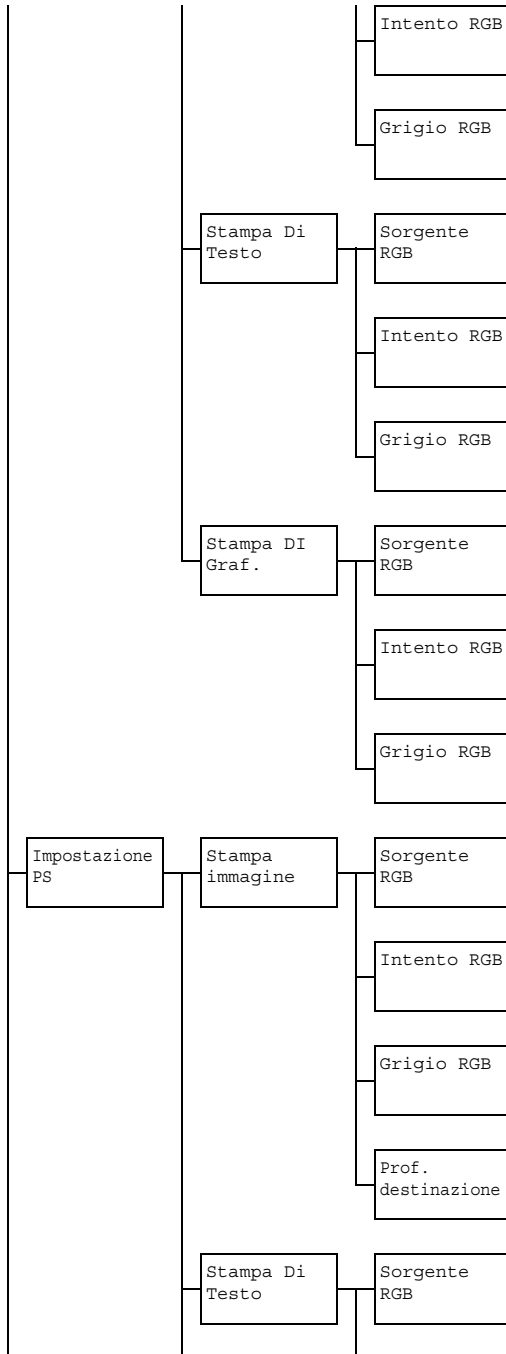 Intento RGB
Grigio RGB
Stampa Di
Testo
Sorgente
RGB
Intento RGB
Grigio RGB
Stampa DI
Graf.
Sorgente
RGB
Intento RGB
Grigio RGB
Impostazione
PS
Stampa
immagine
Sorgente
RGB
Intento RGB
Grigio RGB
Prof.
destinazione
Stampa Di
Testo
Sorgente
RGB